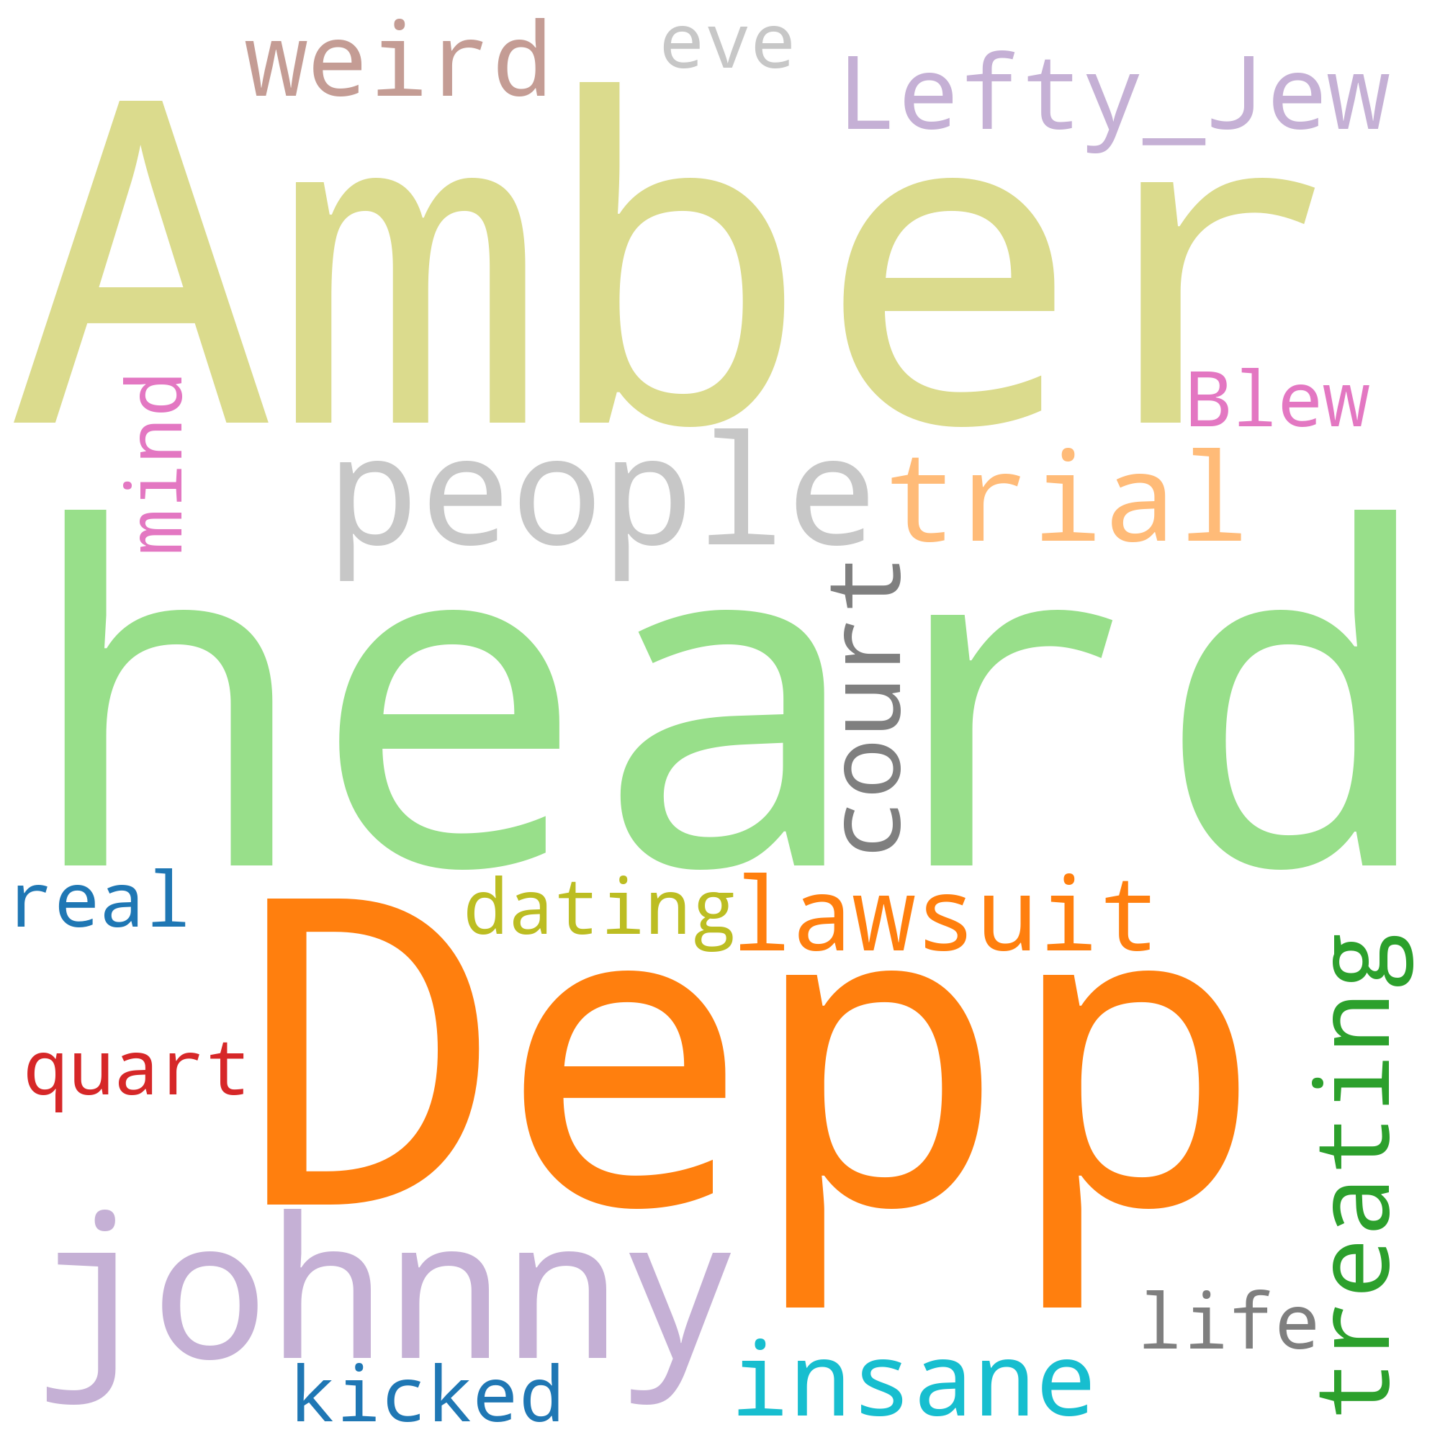 weird
eve
Lefty_Jew
Amber
mind
Blew
people
trial
heard
court
real
dating
lawsuit
Depp
quart
treating
johnny
life
kicked
insane